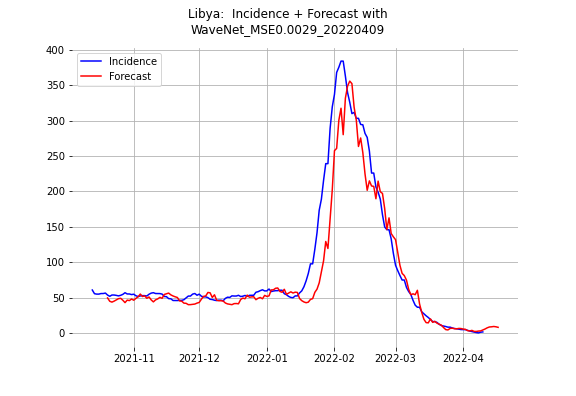 Libya:  Incidence + Forecast with
WaveNet_MSE0.0029_20220409
Incidence
Forecast
400
350
300
250
200
150
100
50
0
2021-11 2021-12 2022-01 2022-02 2022-03 2022-04